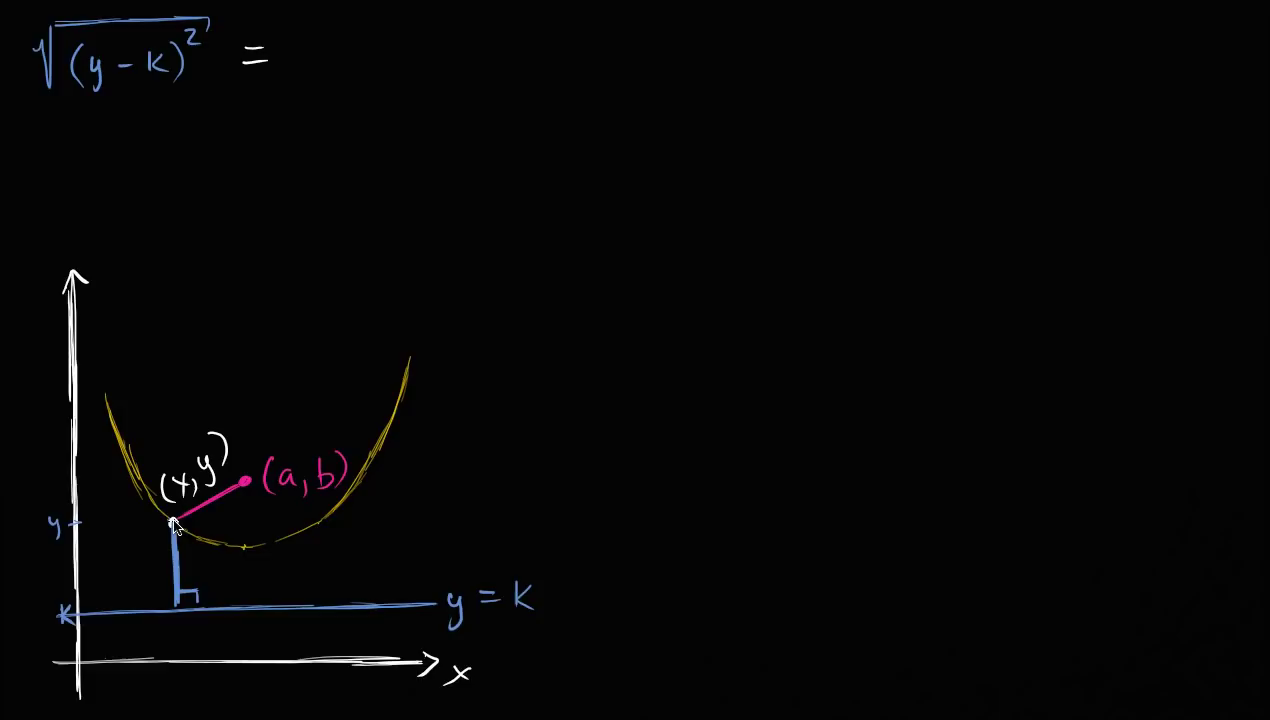 √(y - k)² =
(x, y)
(a, b)
y
y = k
k
x